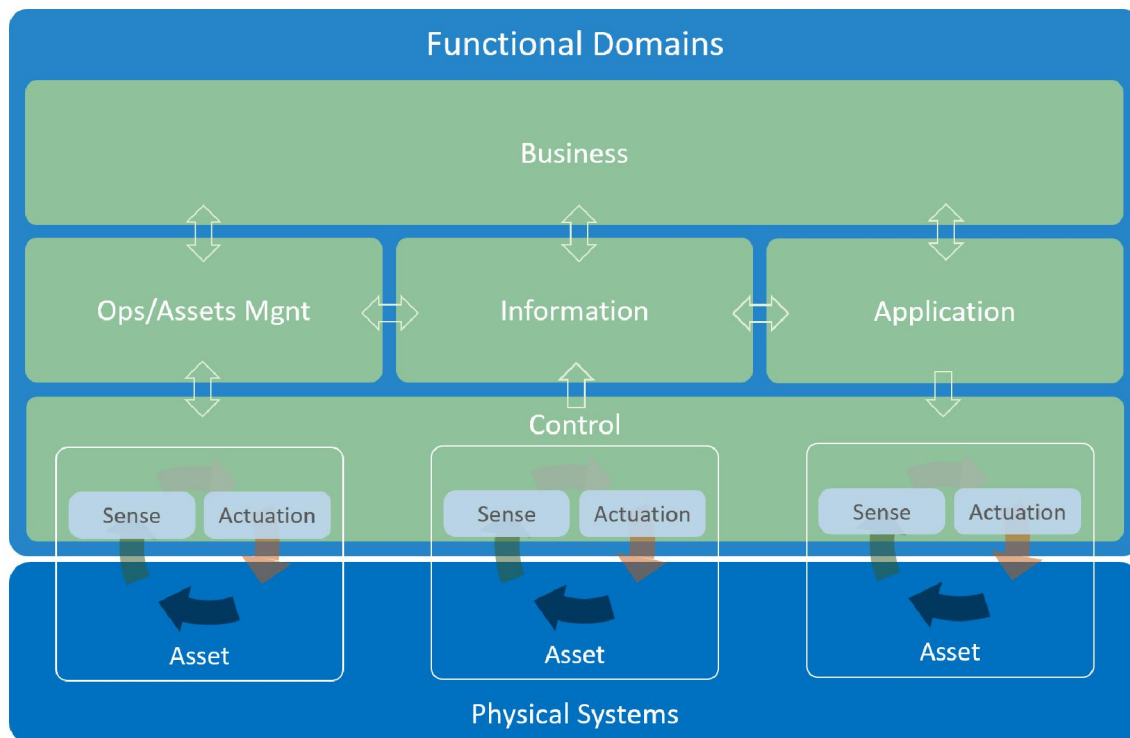 Functional Domains
Business
Ops/Assets Mgnt
Information
Application
Control
Sense
Actuation
Sense
Actuation
Sense
Actuation
Asset
Asset
Asset
Physical Systems